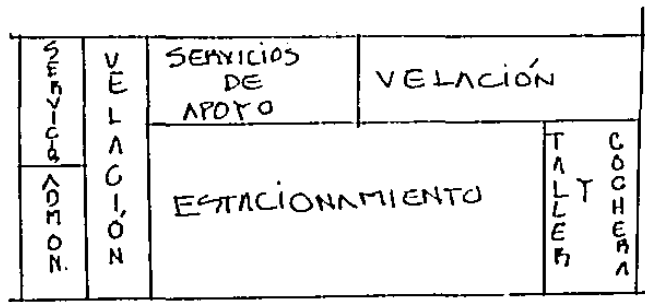 SERVICIO
ADMON.
VELACIÓN
SERVICIOS
DE
APOYO
VELACIÓN
ESTACIONAMIENTO
TALLER
Y
COCHERA